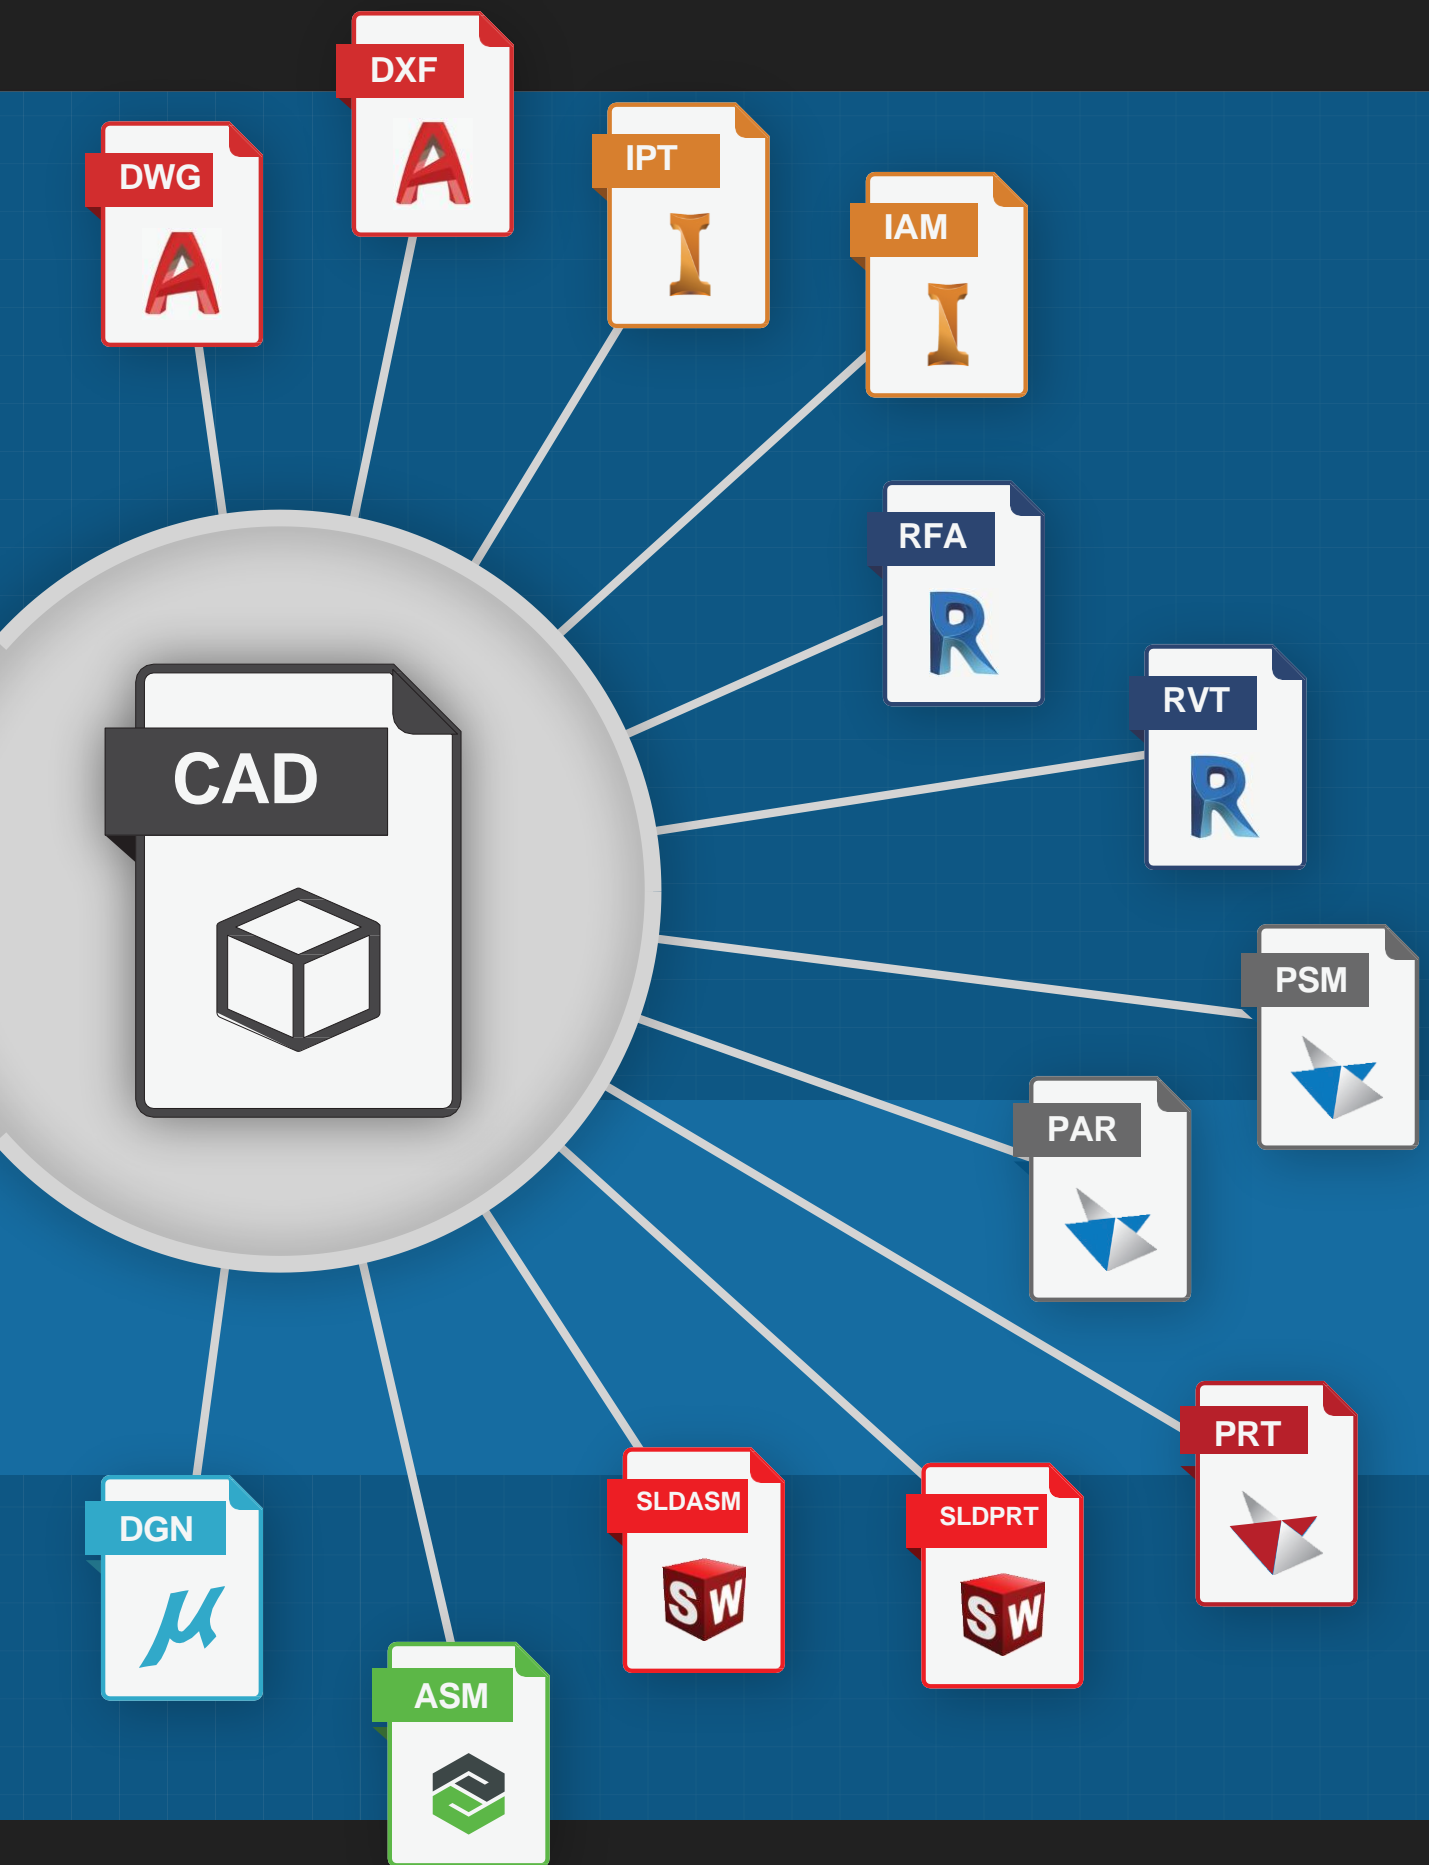 DXF
DWG
IPT
IAM
RFA
RVT
CAD
PSM
PAR
PRT
SLDASM
SLDPRT
S W
S W
DGN
μ
ASM